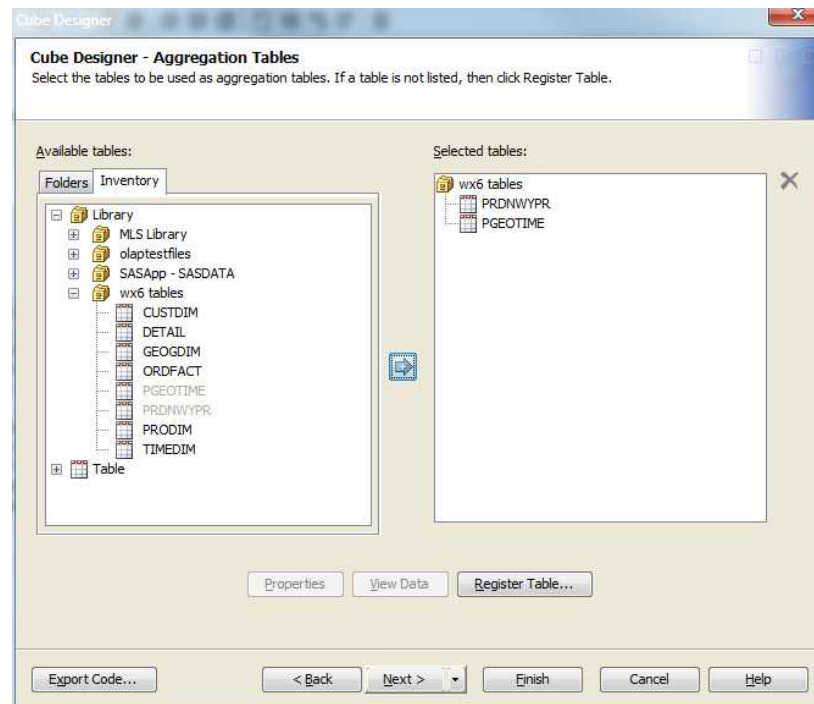 Cube Designer
Cube Designer - Aggregation Tables
Select the tables to be used as aggregation tables. If a table is not listed, then click Register Table.
Available tables:
Folders Inventory
Library
MLS Library
olaptestfiles
SASApp - SASDATA
wx6 tables
CUSTDIM
DETAIL
GEOGDIM
ORDFACT
PGEOTIME
PRDNWYPR
PRODIM
TIMEDIM
Table
Selected tables:
wx6 tables
PRDNWYPR
PGEOTIME
Properties View Data Register Table...
Export Code... < Back Next > Finish Cancel Help